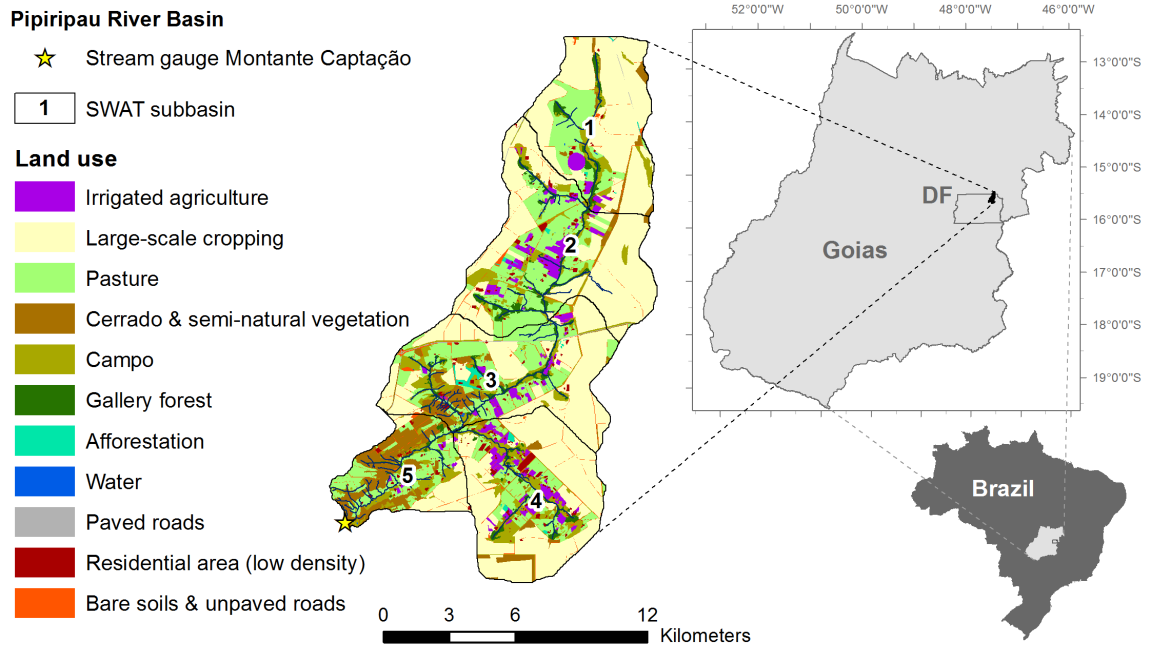 Pipiripau River Basin
Stream gauge Montante Captação
1 SWAT subbasin
Land use
Irrigated agriculture
Large-scale cropping
Pasture
Cerrado & semi-natural vegetation
Campo
Gallery forest
Afforestation
Water
Paved roads
Residential area (low density)
Bare soils & unpaved roads
1
2
3
4
5
0 3 6 12
Kilometers
52°0'0"W 50°0'0"W 48°0'0"W 46°0'0"W
13°0'0"S
14°0'0"S
15°0'0"S
16°0'0"S
17°0'0"S
18°0'0"S
19°0'0"S
DF
Goias
Brazil